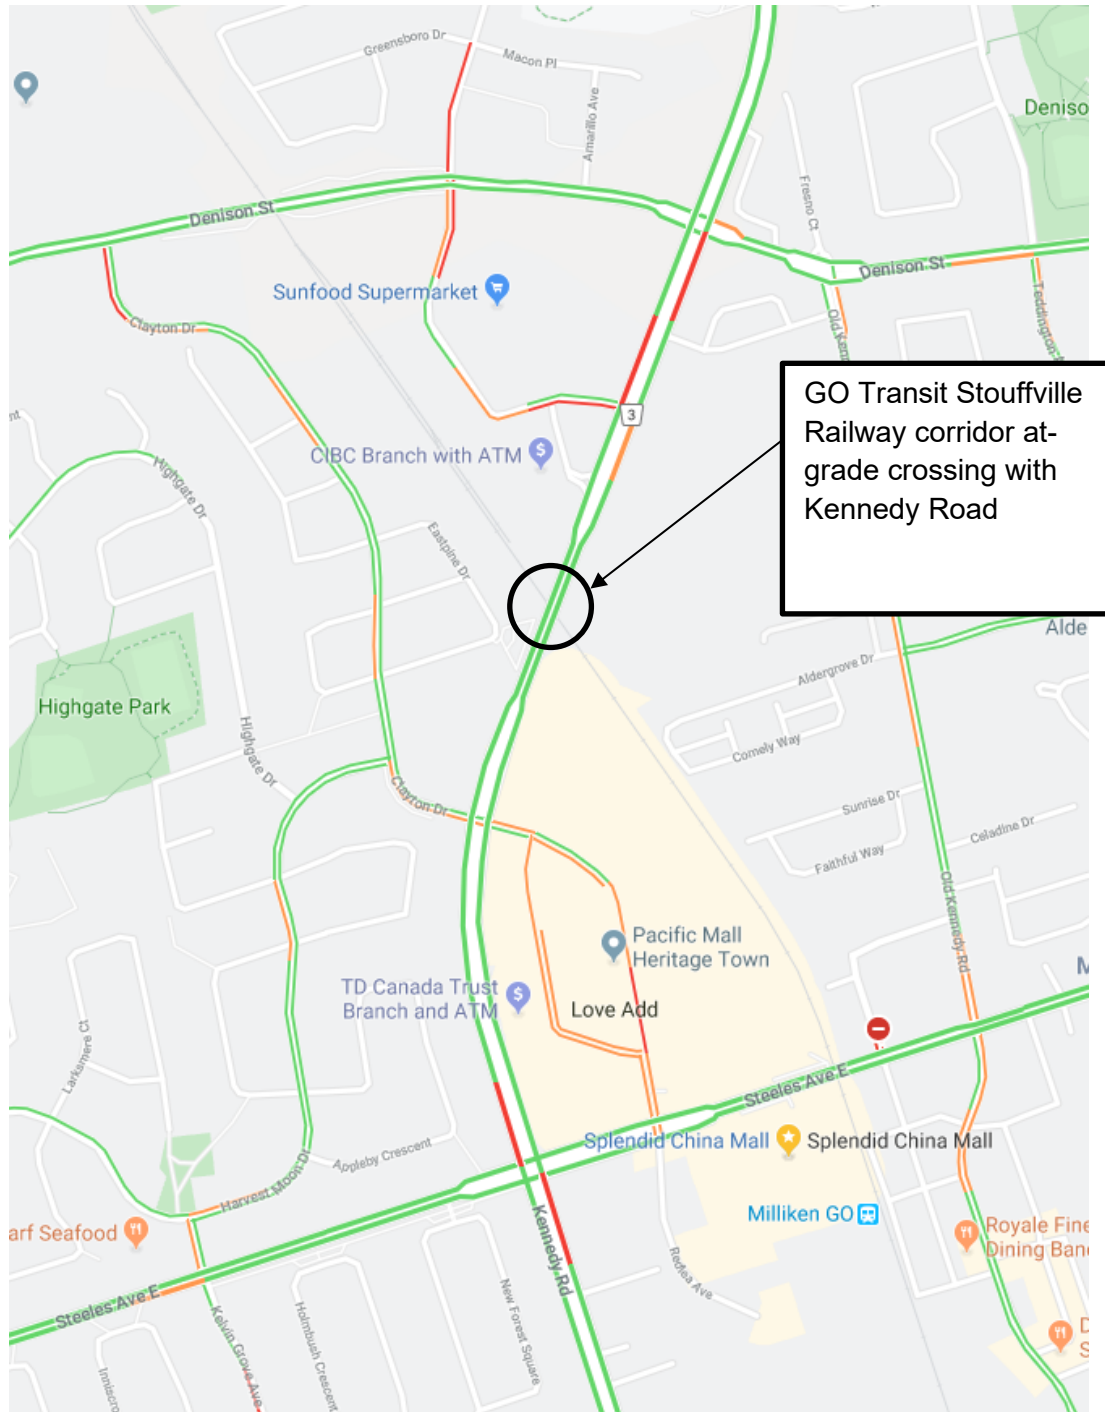 Greensboro Dr
Macon Pl
Amarillo Ave
Deniso
Fresno Ct
Denison St
Denison St
Sunfood Supermarket
Clayton Dr
Old Kenn
Teddington
GO Transit Stouffville
Railway corridor at-
grade crossing with
Kennedy Road
3
nt
CIBC Branch with ATM
Highgate Dr
Eastpine Dr
Alde
Aldergrove Dr
Highgate Park
Highgate Dr
Comely Way
Clayton Dr
Sunrise Dr
Celadine Dr
Faithful Way
Old Kennedy Rd
Pacific Mall
Heritage Town
TD Canada Trust
Branch and ATM
Love Add
M
Larksmere Ct
Steeles Ave E
Splendid China Mall
Splendid China Mall
Appleby Crescent
Harvest Moon Dr
arf Seafood
Milliken GO
Royale Fine
Dining Ban
Kennedy Rd
Redlea Ave
Steeles Ave E
New Forest Square
Holmbush Crescent
Kelvin Grove Ave
Inniscro
D
S